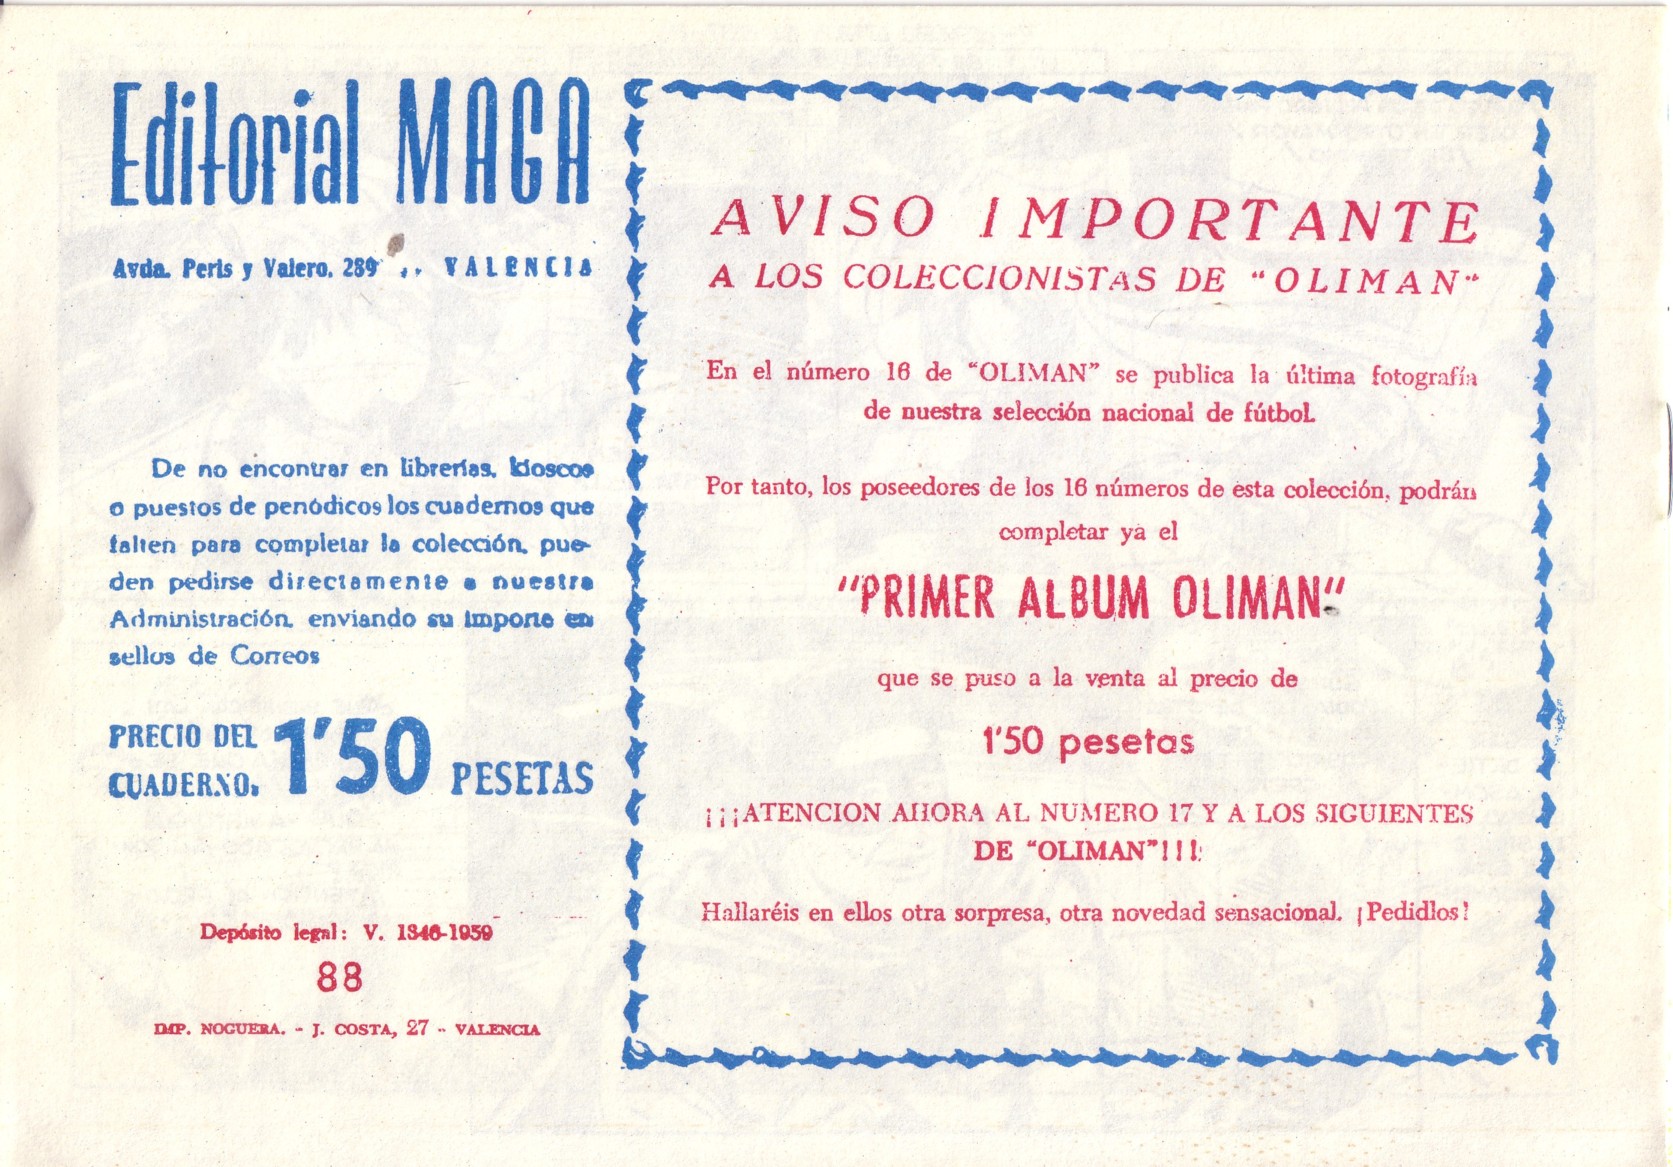 Editorial MAGA
Avda. Peris y Valero, 289 .. VALENCIA
De no encontrar en librerías, kioscos
o puestos de periódicos los cuadernos que
falten para completar la colección, pue-
den pedirse directamente a nuestra
Administración, enviando su importe en
sellos de Correos
PRECIO DEL
CUADERNO, 1'50 PESETAS
Depósito legal: V. 1346-1959
88
IMP. NOGUERA. - J. COSTA, 27 - VALENCIA
AVISO IMPORTANTE
A LOS COLECCIONISTAS DE "OLIMAN"
En el número 16 de "OLIMAN" se publica la última fotografía
de nuestra selección nacional de fútbol.
Por tanto, los poseedores de los 16 números de esta colección, podrán
completar ya el
"PRIMER ALBUM OLIMAN"
que se puso a la venta al precio de
1'50 pesetas
¡¡¡ATENCION AHORA AL NUMERO 17 Y A LOS SIGUIENTES
DE "OLIMAN"!!!
Hallaréis en ellos otra sorpresa, otra novedad sensacional. ¡Pedidlos!